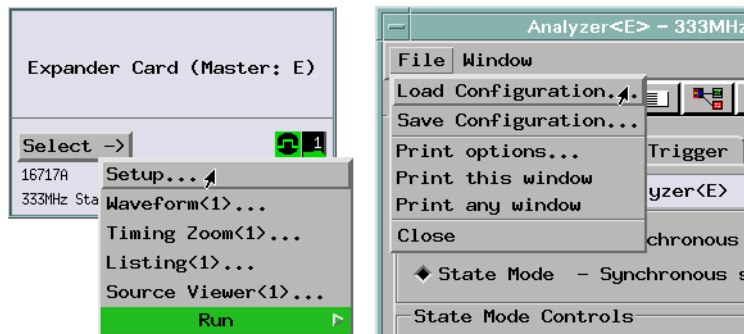 Expander Card (Master: E)
Select ->
1
16717A
333MHz Sta
Setup...
Waveform<1>...
Timing Zoom<1>...
Listing<1>...
Source Viewer<1>...
Run
Analyzer<E> - 333MHz
File Window
Load Configuration...
Save Configuration...
Print options...
Print this window
Print any window
Close
Trigger
yzer<E>
chronous
State Mode - Synchronous s
State Mode Controls